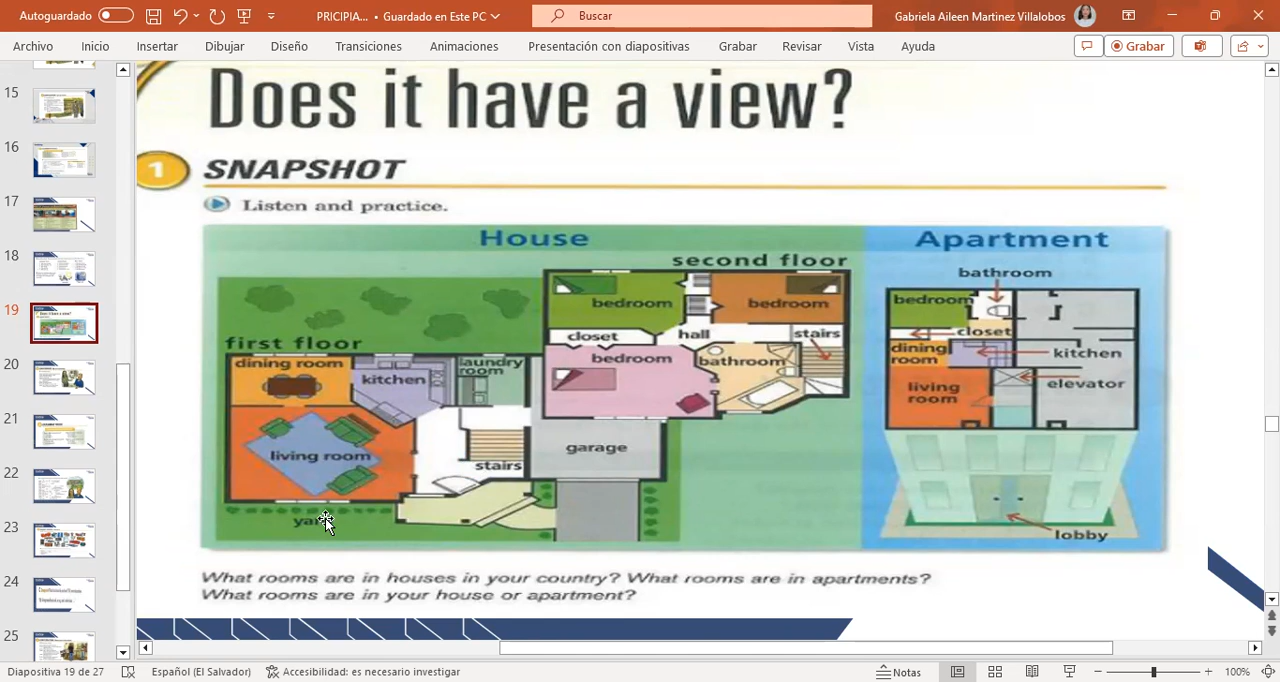 Autoguardado
PRICIPIA... • Guardado en Este PC
Buscar
Gabriela Aileen Martinez Villalobos
Archivo Inicio Insertar Dibujar Diseño Transiciones Animaciones Presentación con diapositivas Grabar Revisar Vista Ayuda
Grabar
15
16
17
18
19
20
21
22
23
24
25
Does it have a view?
1 SNAPSHOT
Listen and practice.
House
second floor
bedroom
bedroom
closet
hall
stairs
bedroom
bathroom
first floor
dining room
kitchen
laundry
room
living room
stairs
garage
Apartment
bathroom
bedroom
closet
dining
room
kitchen
living
room
elevator
lobby
What rooms are in houses in your country? What rooms are in apartments?
What rooms are in your house or apartment?
Diapositiva 19 de 27
Español (El Salvador)
Accesibilidad: es necesario investigar
Notas
100%